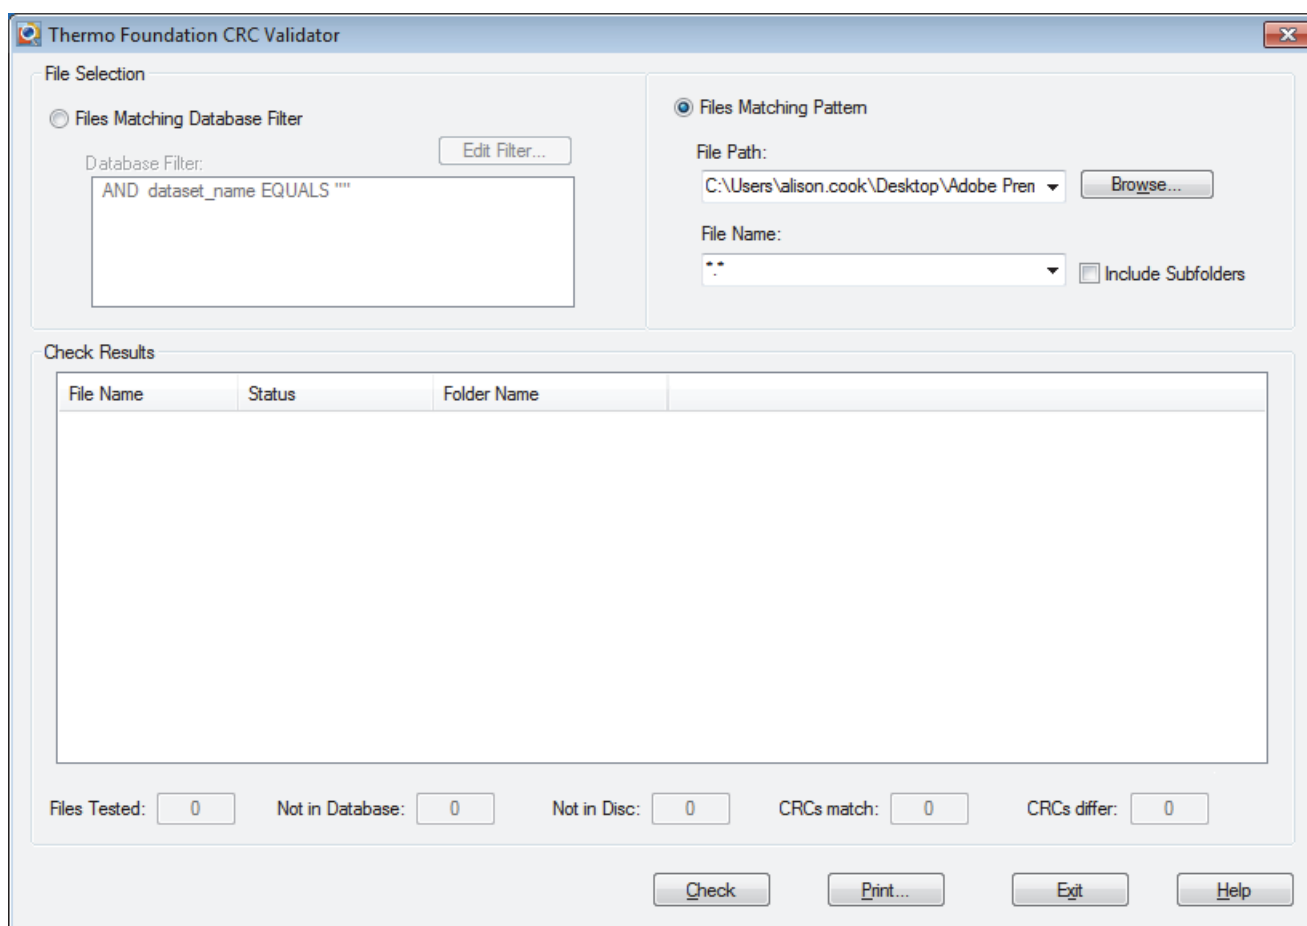 Thermo Foundation CRC Validator
File Selection
Files Matching Database Filter
Edit Filter...
Database Filter:
AND dataset_name EQUALS ""
Files Matching Pattern
File Path:
C:\Users\alison.cook\Desktop\Adobe Pren
Browse...
File Name:
*.*
Include Subfolders
Check Results
File Name Status Folder Name
Files Tested: 0 Not in Database: 0 Not in Disc: 0 CRCs match: 0 CRCs differ: 0
Check Print... Exit Help